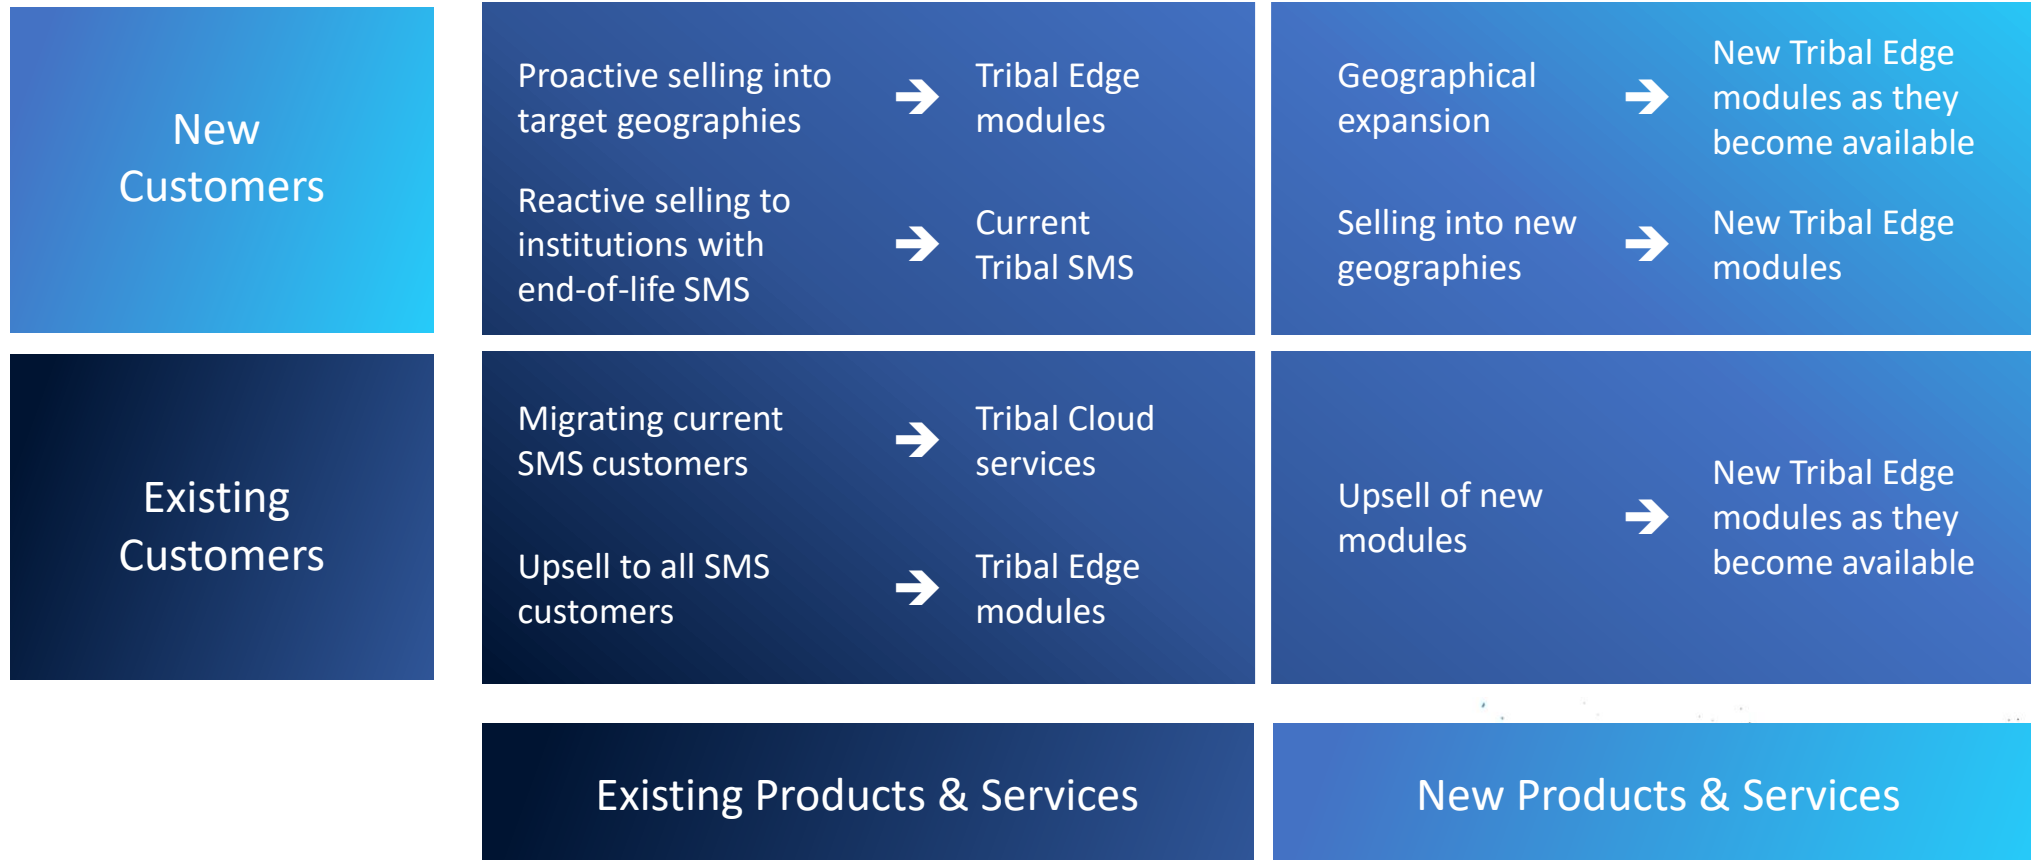 New
Customers
Proactive selling into
target geographies
➔
Tribal Edge
modules
Reactive selling to
institutions with
end-of-life SMS
➔
Current
Tribal SMS
Geographical
expansion
➔
New Tribal Edge
modules as they
become available
Selling into new
geographies
➔
New Tribal Edge
modules
Existing
Customers
Migrating current
SMS customers
➔
Tribal Cloud
services
Upsell to all SMS
customers
➔
Tribal Edge
modules
Upsell of new
modules
➔
New Tribal Edge
modules as they
become available
Existing Products & Services
New Products & Services